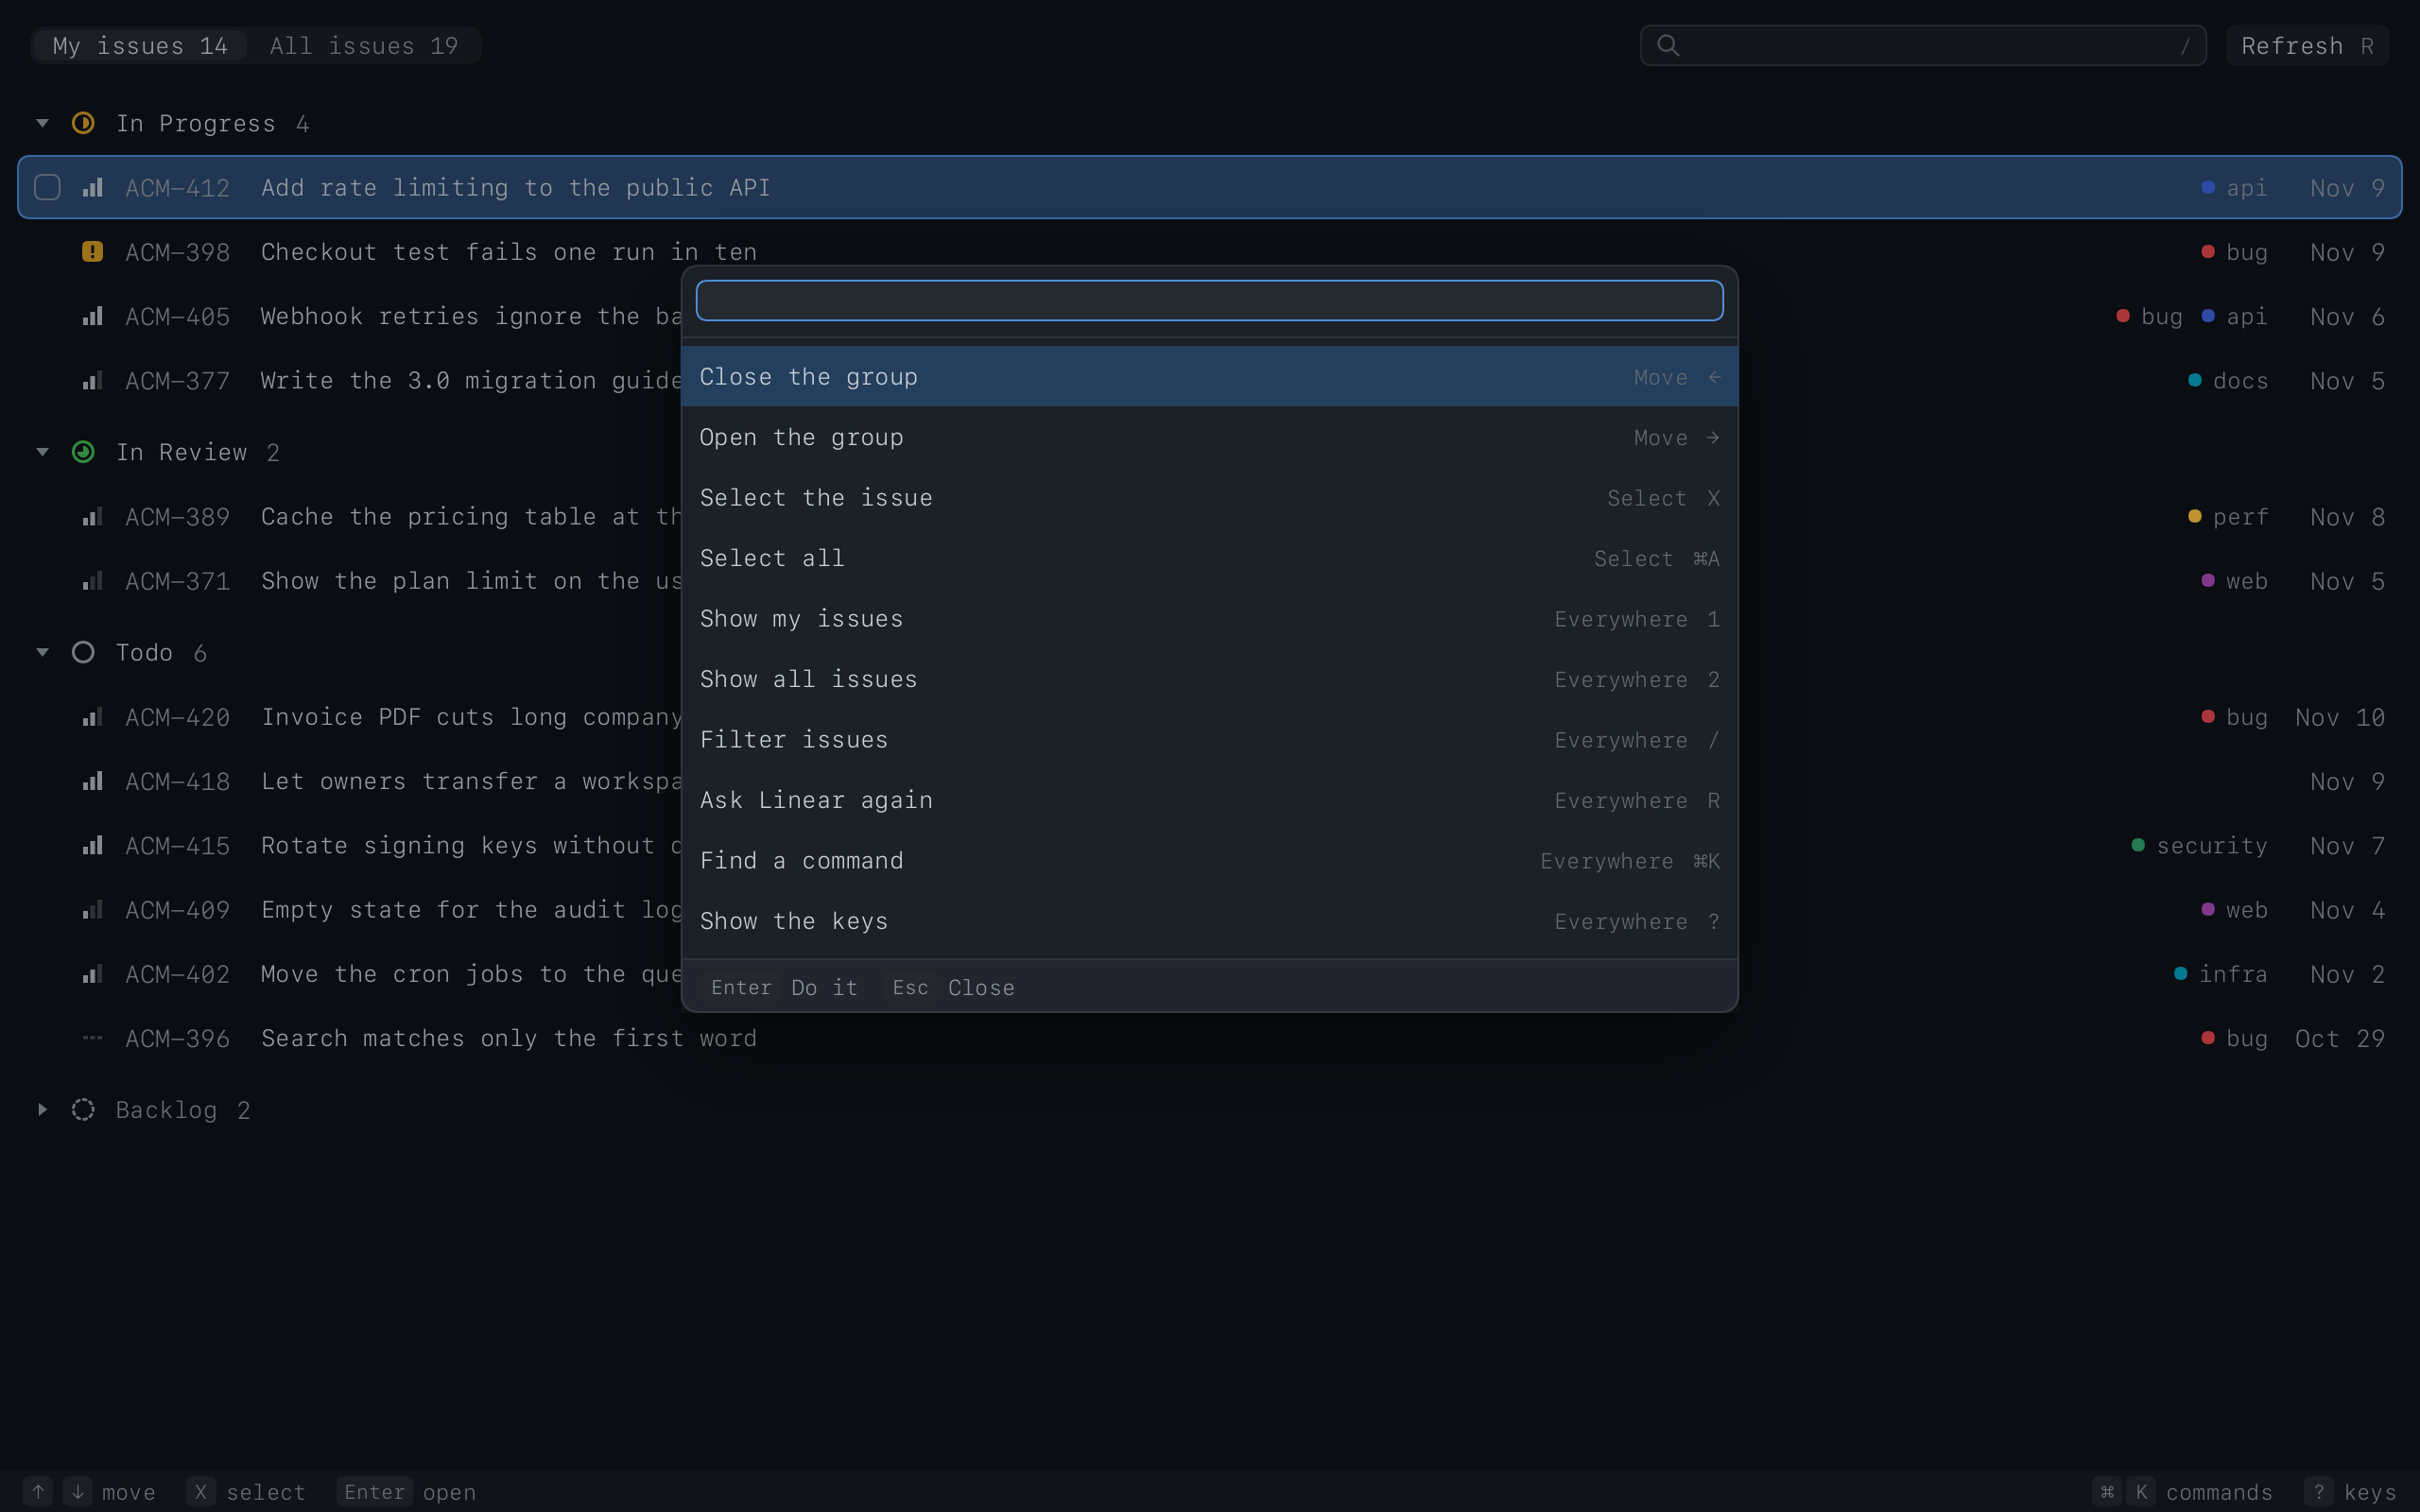 My issues 14 All issues 19 / Refresh R
In Progress 4
ACM-412 Add rate limiting to the public API api Nov 9
ACM-398 Checkout test fails one run in ten bug Nov 9
ACM-405 Webhook retries ignore the ba bug api Nov 6
ACM-377 Write the 3.0 migration guide docs Nov 5
In Review 2
ACM-389 Cache the pricing table at th perf Nov 8
ACM-371 Show the plan limit on the us web Nov 5
Todo 6
ACM-420 Invoice PDF cuts long company bug Nov 10
ACM-418 Let owners transfer a workspa Nov 9
ACM-415 Rotate signing keys without security Nov 7
ACM-409 Empty state for the audit log web Nov 4
ACM-402 Move the cron jobs to the que infra Nov 2
ACM-396 Search matches only the first word bug Oct 29
Backlog 2
Close the group Move ←
Open the group Move →
Select the issue Select X
Select all Select ⌘A
Show my issues Everywhere 1
Show all issues Everywhere 2
Filter issues Everywhere /
Ask Linear again Everywhere R
Find a command Everywhere ⌘K
Show the keys Everywhere ?
Enter Do it Esc Close
↑ ↓ move X select Enter open ⌘ K commands ? keys